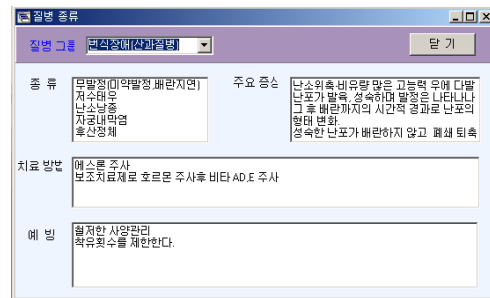 질병 종류
질병 그룹 번식장애(산과질병) 닫 기
종 류
무발정(미약발정,배란지연)
저수태우
난소낭종
자궁내막염
후산정체
주요 증상
난소위축·비유량 많은 고능력 우에 다발
난포가 발육, 성숙하며 발정은 나타나나
그 후 배란까지의 시간적 경과로 난포의
형태 변화.
성숙한 난포가 배란하지 않고 폐쇄 퇴축
치료 방법
에스론 주사
보조치료제로 호르몬 주사후 비타 AD,E 주사
예 방
철저한 사양관리
착유횟수를 제한한다.